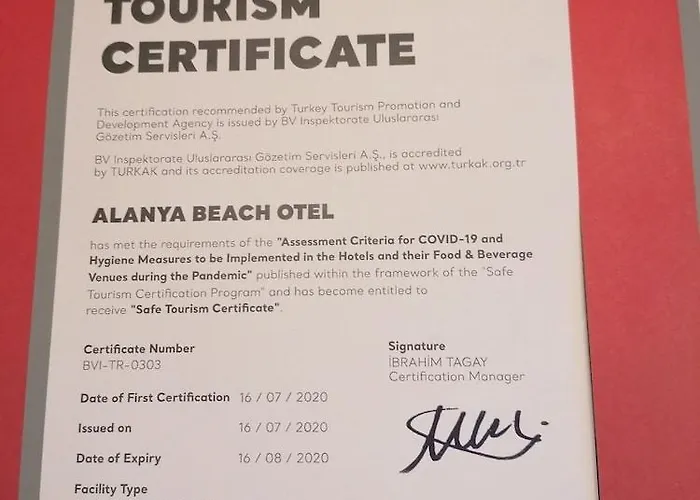 TOURISM
CERTIFICATE
This certification recommended by Turkey Tourism Promotion and
Development Agency is issued by BV Inspektorate Uluslararası
Gözetim Servisleri A.Ş.
BV Inspektorate Uluslararası Gözetim Servisleri A.Ş., is accredited
by TURKAK and its accreditation coverage is published at www.turkak.org.tr
ALANYA BEACH OTEL
has met the requirements of the "Assessment Criteria for COVID-19 and
Hygiene Measures to be Implemented in the Hotels and their Food & Beverage
Venues during the Pandemic" published within the framework of the "Safe
Tourism Certification Program" and has become entitled to
receive "Safe Tourism Certificate".
Certificate Number
BVI-TR-0303
Signature
İBRAHİM TAGAY
Certification Manager
Date of First Certification 16 / 07 / 2020
Issued on 16 / 07 / 2020
Date of Expiry 16 / 08 / 2020
Facility Type